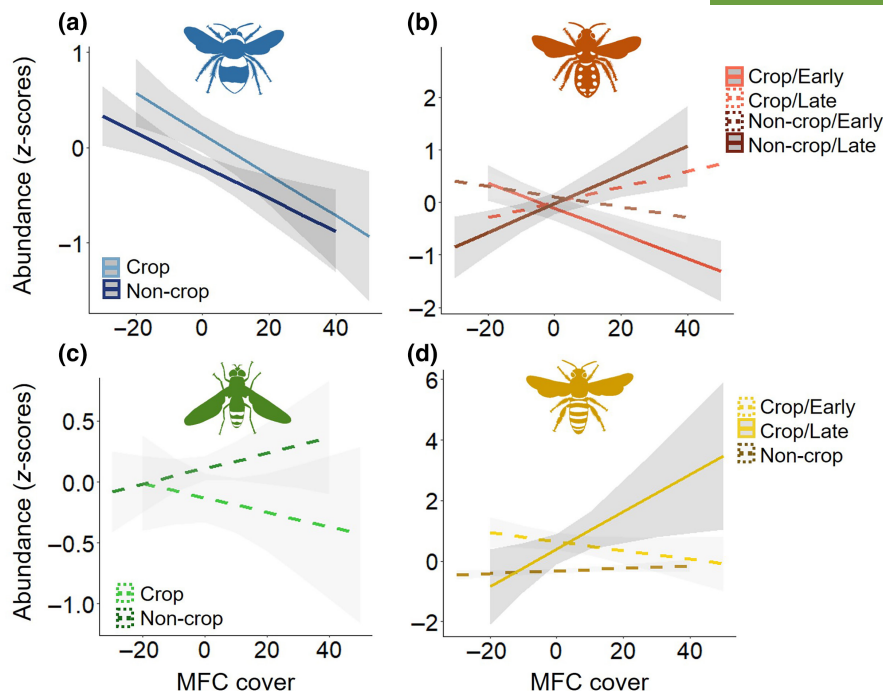 (a)
Abundance (z-scores)
1
0
−1
−20
0
20
40
Crop
Non-crop
(b)
2
1
0
−1
−2
−20
0
20
40
Crop/Early
Crop/Late
Non-crop/Early
Non-crop/Late
(c)
Abundance (z-scores)
0.5
0.0
−0.5
−1.0
−20
0
20
40
MFC cover
Crop
Non-crop
(d)
6
4
2
0
−2
−20
0
20
40
MFC cover
Crop/Early
Crop/Late
Non-crop